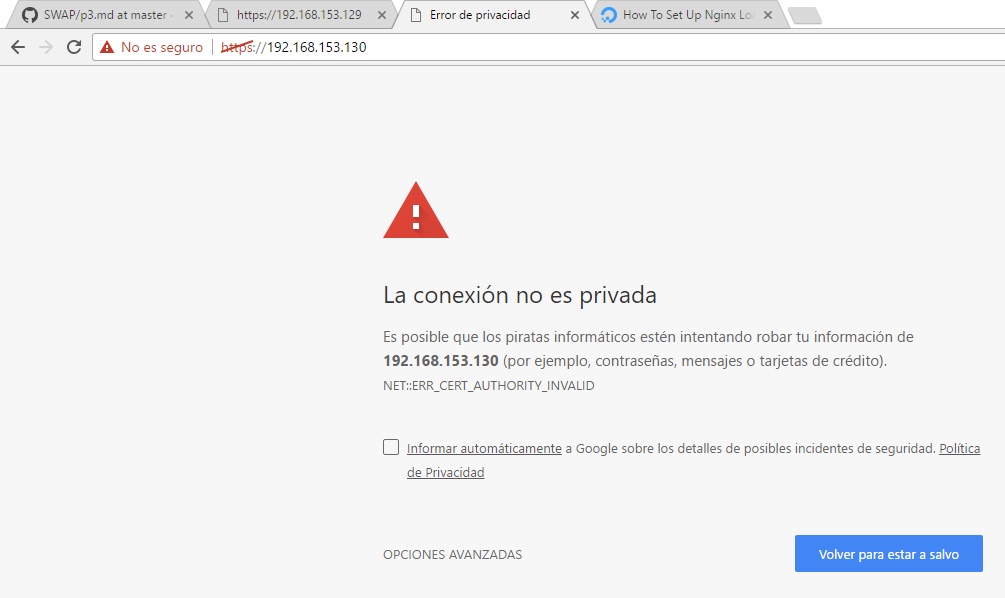 SWAP/p3.md at master
https://192.168.153.129
Error de privacidad
How To Set Up Nginx Lo
No es seguro
https://192.168.153.130
La conexión no es privada
Es posible que los piratas informáticos estén intentando robar tu información de
192.168.153.130 (por ejemplo, contraseñas, mensajes o tarjetas de crédito).
NET::ERR_CERT_AUTHORITY_INVALID
Informar automáticamente a Google sobre los detalles de posibles incidentes de seguridad. Política
de Privacidad
OPCIONES AVANZADAS
Volver para estar a salvo